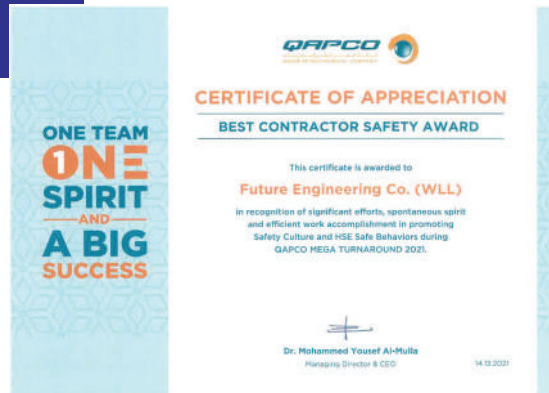 ONE TEAM
1 ONE
SPIRIT
AND
A BIG
SUCCESS
QAPCO
CERTIFICATE OF APPRECIATION
BEST CONTRACTOR SAFETY AWARD
This certificate is awarded to
Future Engineering Co. (WLL)
in recognition of significant efforts, spontaneous spirit
and efficient work accomplishment in promoting
Safety Culture and HSE Safe Behaviors during
QAPCO MEGA TURNAROUND 2021.
Dr. Mohammed Yousef Al-Mulla
Managing Director & CEO
14.12.2021